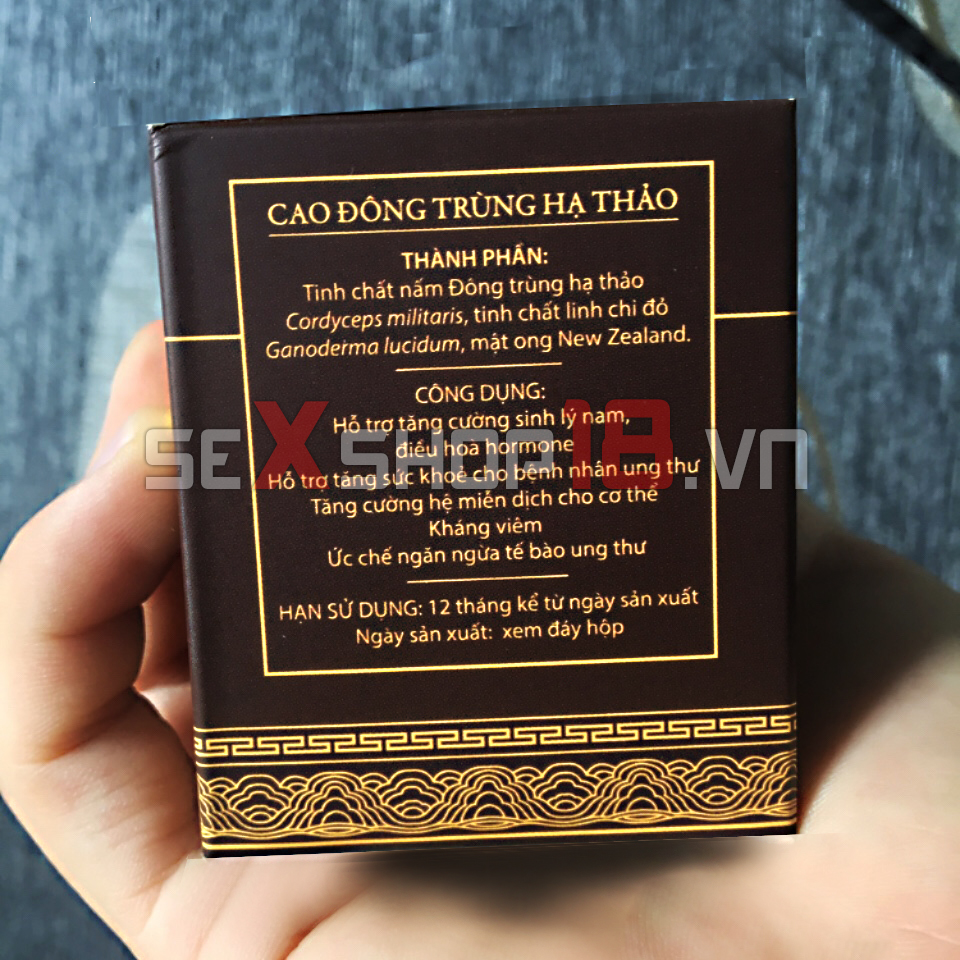 CAO ĐÔNG TRÙNG HẠ THẢO
THÀNH PHẦN:
Tinh chất nấm Đông trùng hạ thảo
Cordyceps militaris, tinh chất linh chi đỏ
Ganoderma lucidum, mật ong New Zealand.
CÔNG DỤNG:
Hỗ trợ tăng cường sinh lý nam,
điều hoà hormone
SEXSHOP18.VN
Hỗ trợ tăng sức khoẻ cho bệnh nhân ung thư
Tăng cường hệ miễn dịch cho cơ thể
Kháng viêm
Ức chế ngăn ngừa tế bào ung thư
HẠN SỬ DỤNG: 12 tháng kể từ ngày sản xuất
Ngày sản xuất: xem đáy hộp